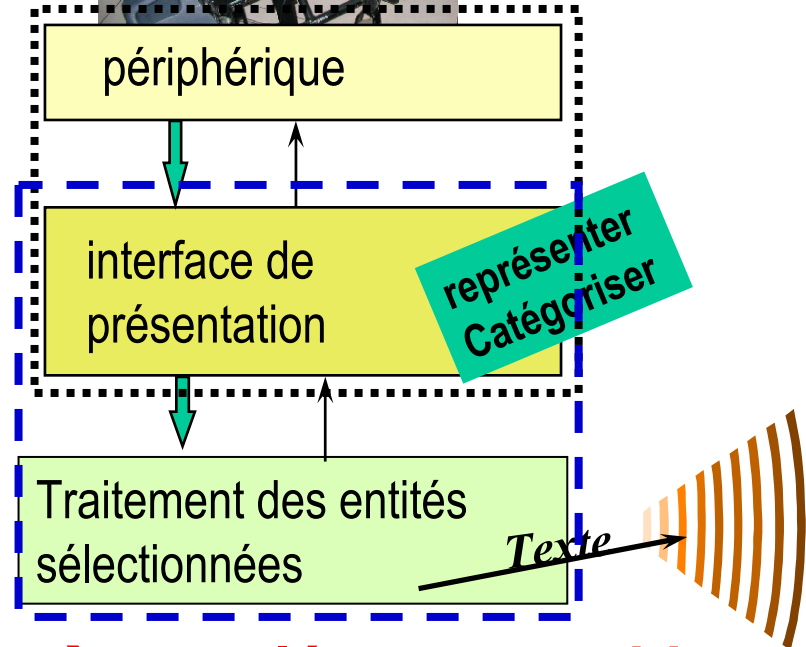 périphérique
interface de
présentation
représenter
Catégoriser
Traitement des entités
sélectionnées
Texte